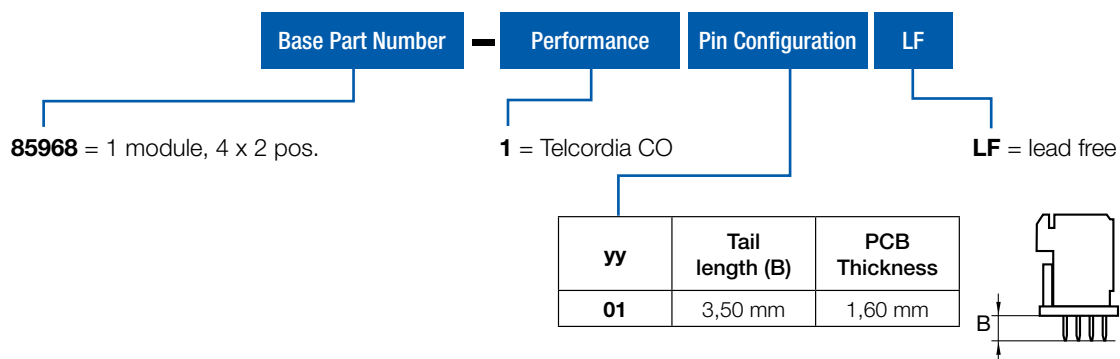 Base Part Number - Performance Pin Configuration LF
85968 = 1 module, 4 x 2 pos.
1 = Telcordia CO
LF = lead free
yy Tail length (B) PCB Thickness
01 3,50 mm 1,60 mm
B